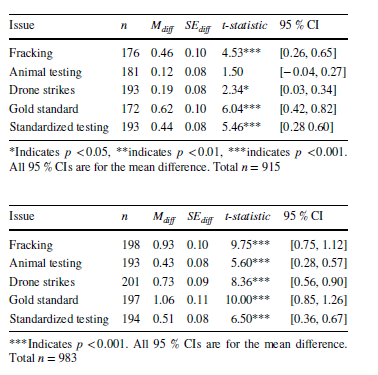 Issue n M diff SE diff t-statistic 95 % CI
Fracking 176 0.46 0.10 4.53*** [0.26, 0.65]
Animal testing 181 0.12 0.08 1.50 [−0.04, 0.27]
Drone strikes 193 0.19 0.08 2.34* [0.03, 0.34]
Gold standard 172 0.62 0.10 6.04*** [0.42, 0.82]
Standardized testing 193 0.44 0.08 5.46*** [0.28 0.60]
*Indicates p <0.05, **indicates p <0.01, ***indicates p <0.001.
All 95 % CIs are for the mean difference. Total n = 915
Issue n M diff SE diff t-statistic 95 % CI
Fracking 198 0.93 0.10 9.75*** [0.75, 1.12]
Animal testing 193 0.43 0.08 5.60*** [0.28, 0.57]
Drone strikes 201 0.73 0.09 8.36*** [0.56, 0.90]
Gold standard 197 1.06 0.11 10.00*** [0.85, 1.26]
Standardized testing 194 0.51 0.08 6.50*** [0.36, 0.67]
***Indicates p <0.001. All 95 % CIs are for the mean difference.
Total n = 983